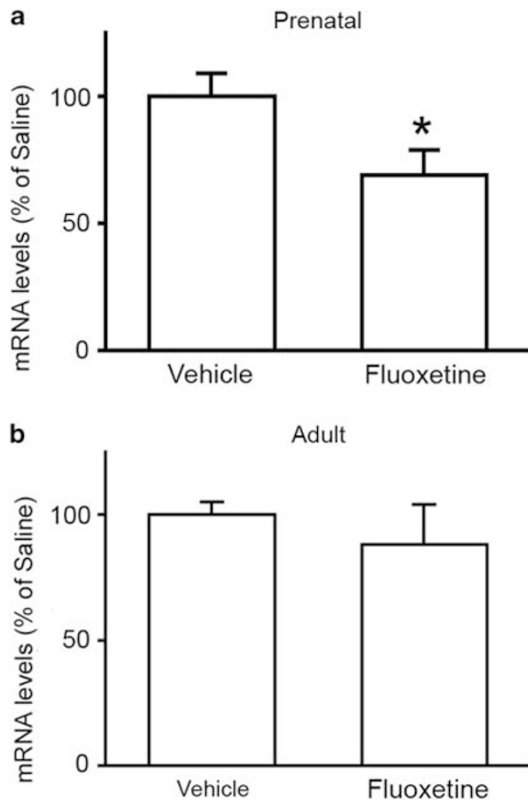 a
Prenatal
mRNA levels (% of Saline)
100
*
50
0
Vehicle
Fluoxetine
b
Adult
mRNA levels (% of Saline)
100
50
0
Vehicle
Fluoxetine